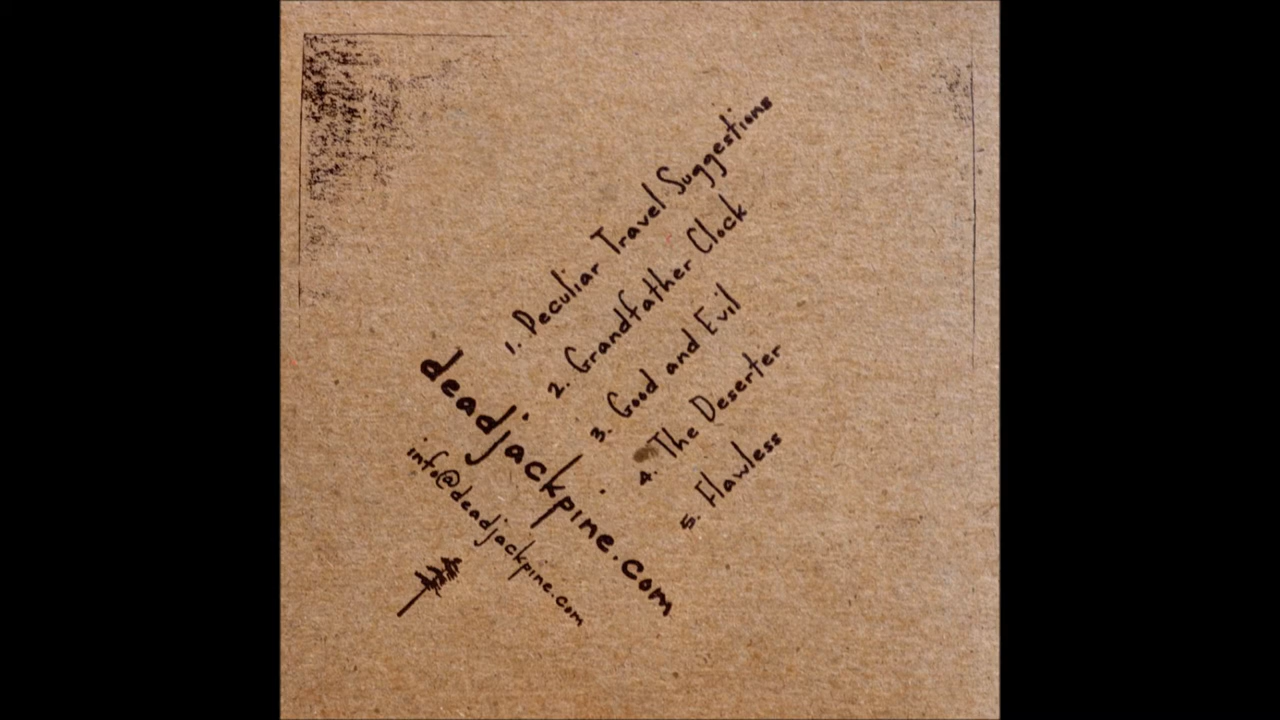 1. Peculiar Travel Suggestions
2. Grandfather Clock
3. Good and Evil
4. The Deserter
5. Flawless
deadjackpine.com
info@deadjackpine.com